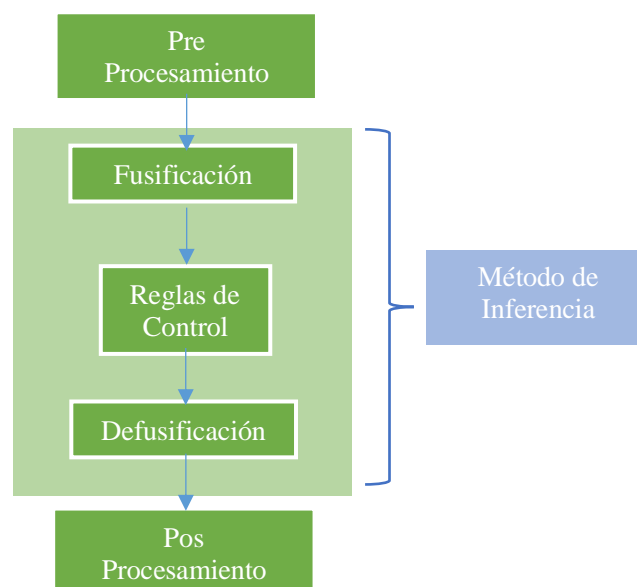 Pre
Procesamiento
Fusificación
Reglas de
Control
Defusificación
Método de
Inferencia
Pos
Procesamiento